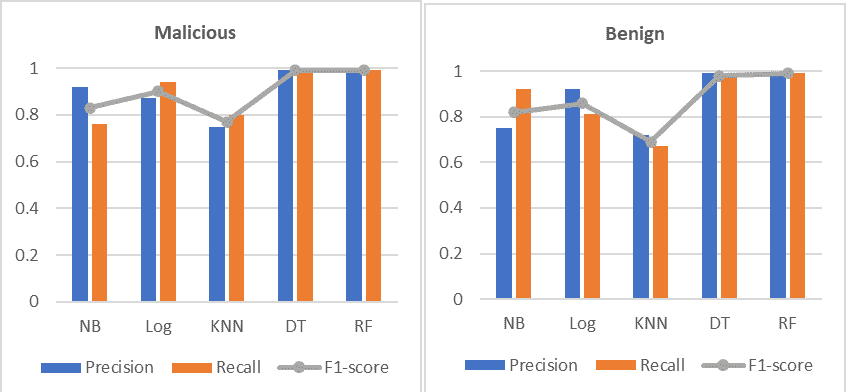 Malicious
1
0.8
0.6
0.4
0.2
0
NB Log KNN DT RF
Precision Recall F1-score
Benign
1
0.8
0.6
0.4
0.2
0
NB Log KNN DT RF
Precision Recall F1-score